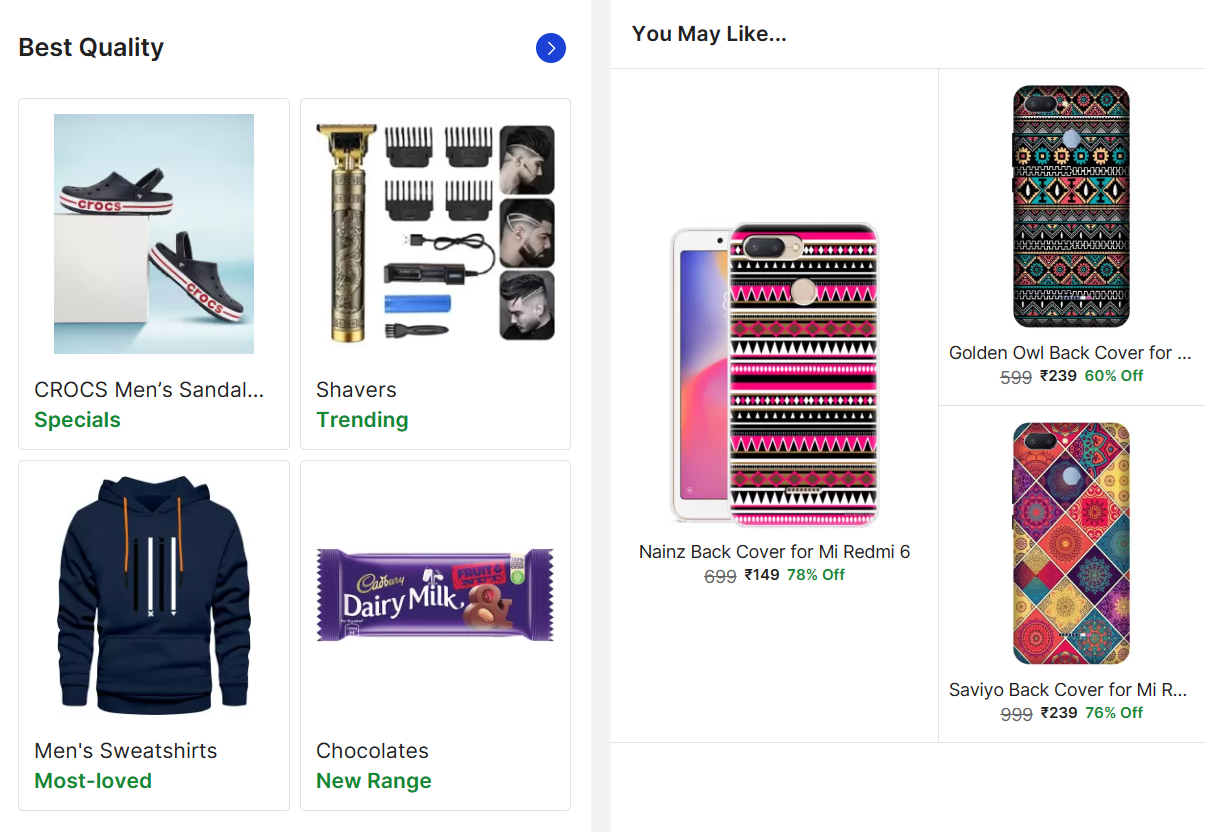 Best Quality
crocs
crocs
CROCS Men’s Sandal...
Specials
Shavers
Trending
Men's Sweatshirts
Most-loved
Cadbury
Dairy Milk
FRUIT &
NUT
Chocolates
New Range
You May Like...
Nainz Back Cover for Mi Redmi 6
699 ₹149 78% Off
Golden Owl Back Cover for ...
599 ₹239 60% Off
Saviyo Back Cover for Mi R...
999 ₹239 76% Off